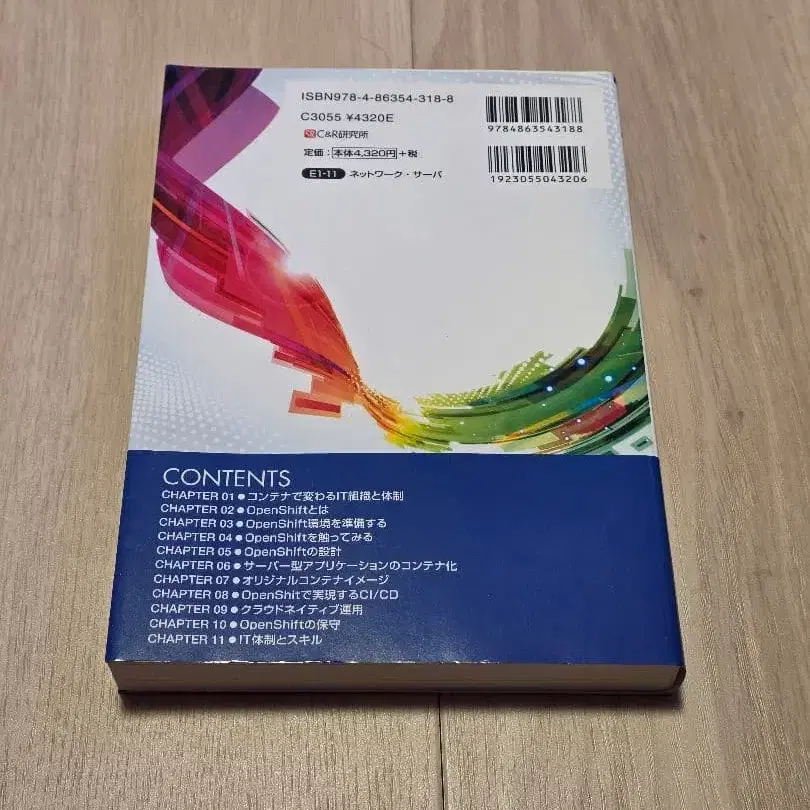 ISBN978-4-86354-318-8
C3055 ¥4320E
C&R研究所
定価：本体4,320円+税
E1-11 ネットワーク・サーバ
9784863543188
1923055043206
CONTENTS
CHAPTER 01●コンテナで変わるIT組織と体制
CHAPTER 02●OpenShiftとは
CHAPTER 03●OpenShift環境を準備する
CHAPTER 04●OpenShiftを触ってみる
CHAPTER 05●OpenShiftの設計
CHAPTER 06●サーバー型アプリケーションのコンテナ化
CHAPTER 07●オリジナルコンテナイメージ
CHAPTER 08●OpenShitで実現するCI/CD
CHAPTER 09●クラウドネイティブ運用
CHAPTER 10●OpenShiftの保守
CHAPTER 11●IT体制とスキル